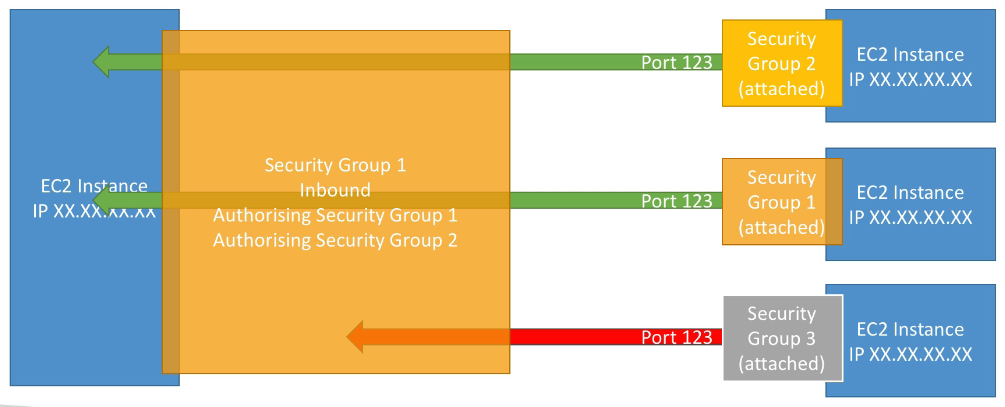 EC2 Instance
IP XX.XX.XX.XX
Security Group 1
Inbound
Authorising Security Group 1
Authorising Security Group 2
Port 123
Security
Group 2
(attached)
EC2 Instance
IP XX.XX.XX.XX
Port 123
Security
Group 1
(attached)
EC2 Instance
IP XX.XX.XX.XX
Port 123
Security
Group 3
(attached)
EC2 Instance
IP XX.XX.XX.XX